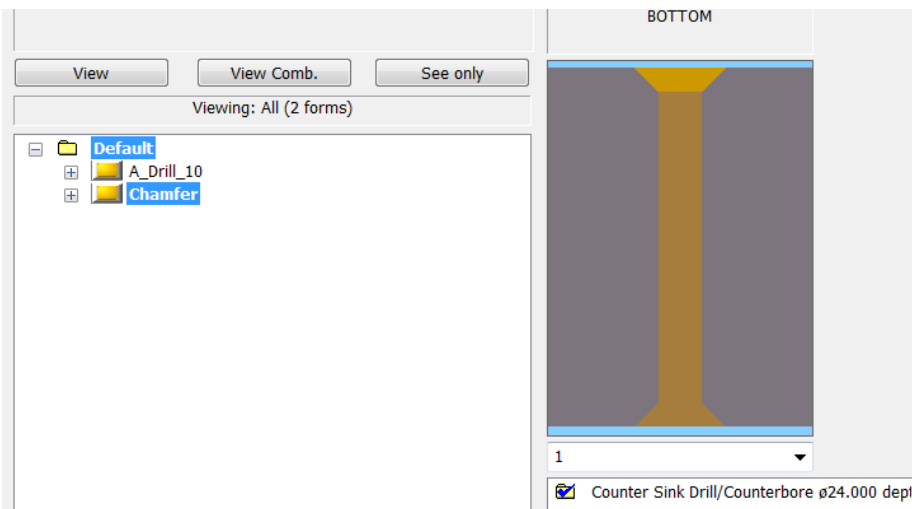 BOTTOM
View
View Comb.
See only
Viewing: All (2 forms)
Default
A_Drill_10
Chamfer
1
Counter Sink Drill/Counterbore ø24.000